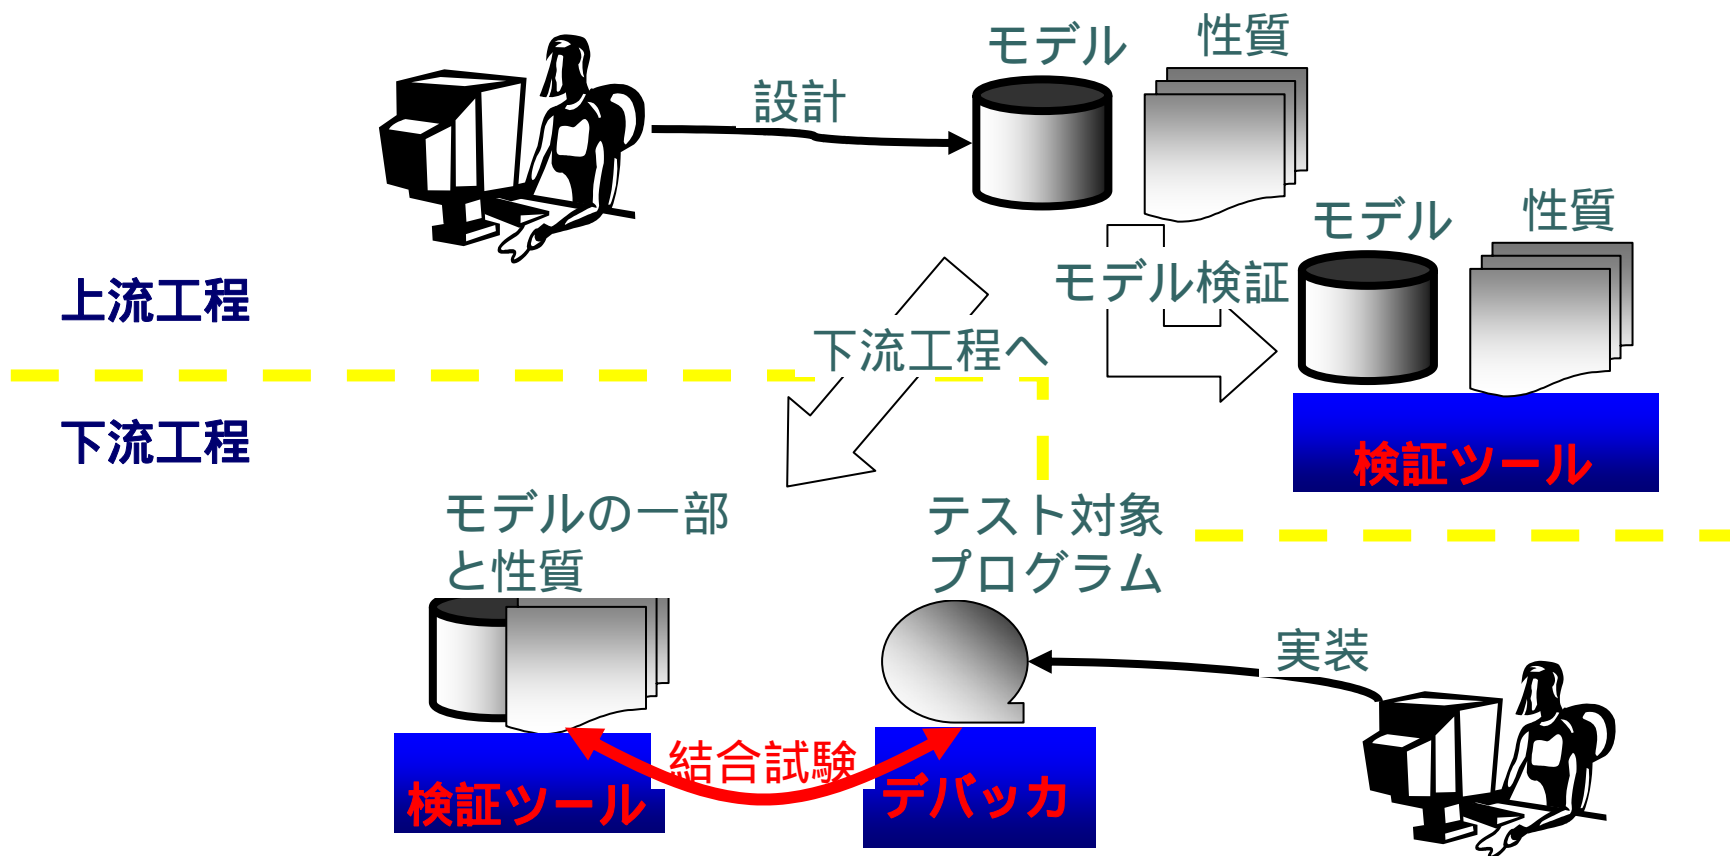 モデル
性質
設計
モデル
性質
モデル検証
上流工程
下流工程へ
下流工程
検証ツール
モデルの一部
と性質
テスト対象
プログラム
実装
結合試験
検証ツール
デバッカ